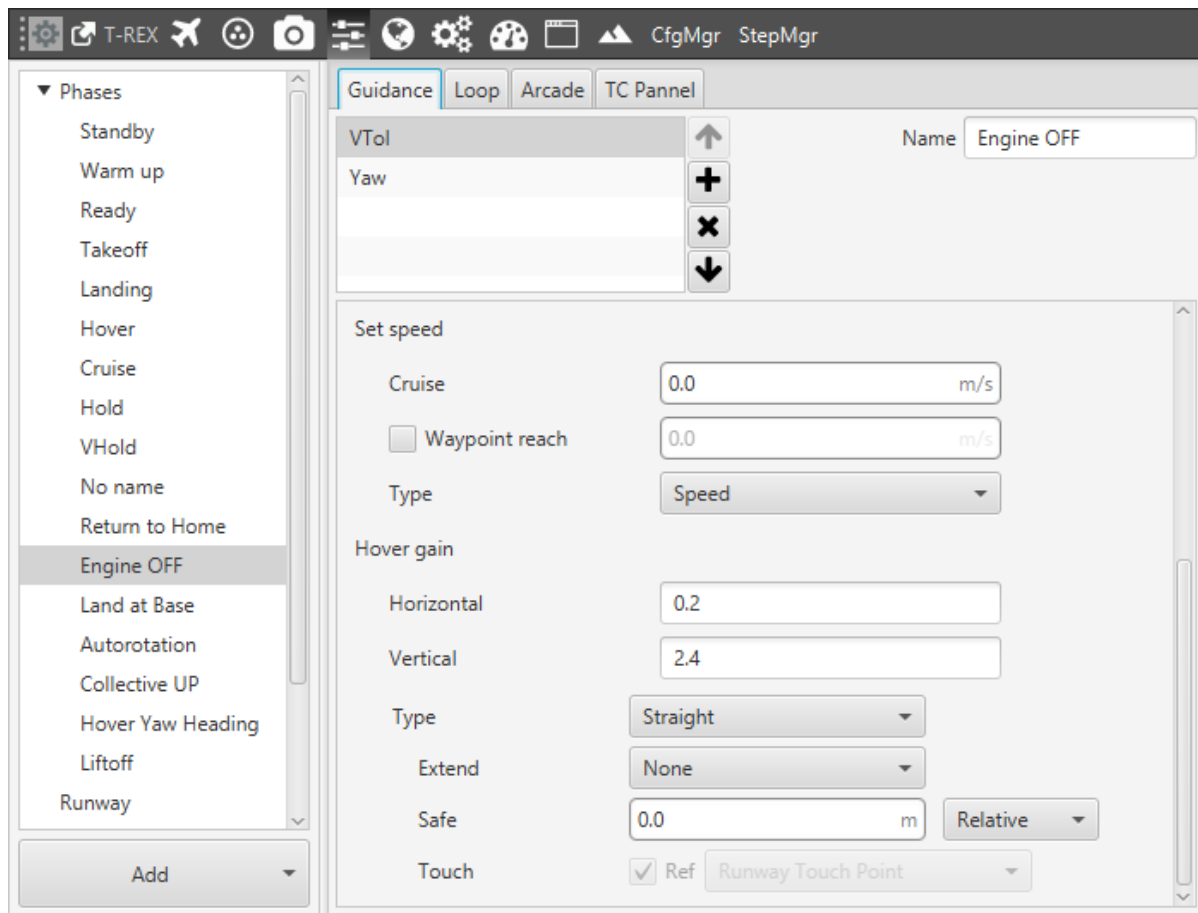 T-REX CfgMgr StepMgr
Phases
Standby
Warm up
Ready
Takeoff
Landing
Hover
Cruise
Hold
VHold
No name
Return to Home
Engine OFF
Land at Base
Autorotation
Collective UP
Hover Yaw Heading
Liftoff
Runway
Add
Guidance Loop Arcade TC Pannel
VTol
Yaw
Name Engine OFF
Set speed
Cruise 0.0 m/s
Waypoint reach 0.0 m/s
Type Speed
Hover gain
Horizontal 0.2
Vertical 2.4
Type Straight
Extend None
Safe 0.0 m Relative
Touch Ref Runway Touch Point